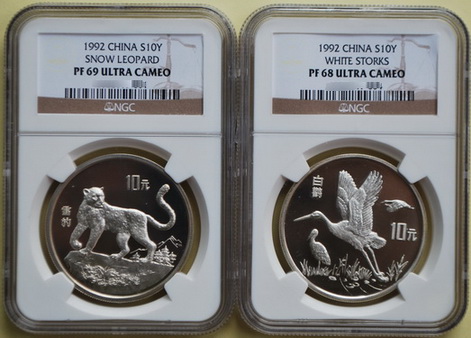 1992 CHINA S10Y
SNOW LEOPARD
PF 69 ULTRA CAMEO
NGC
10元
雪豹
1992 CHINA S10Y
WHITE STORKS
PF 68 ULTRA CAMEO
NGC
白鹳
10元